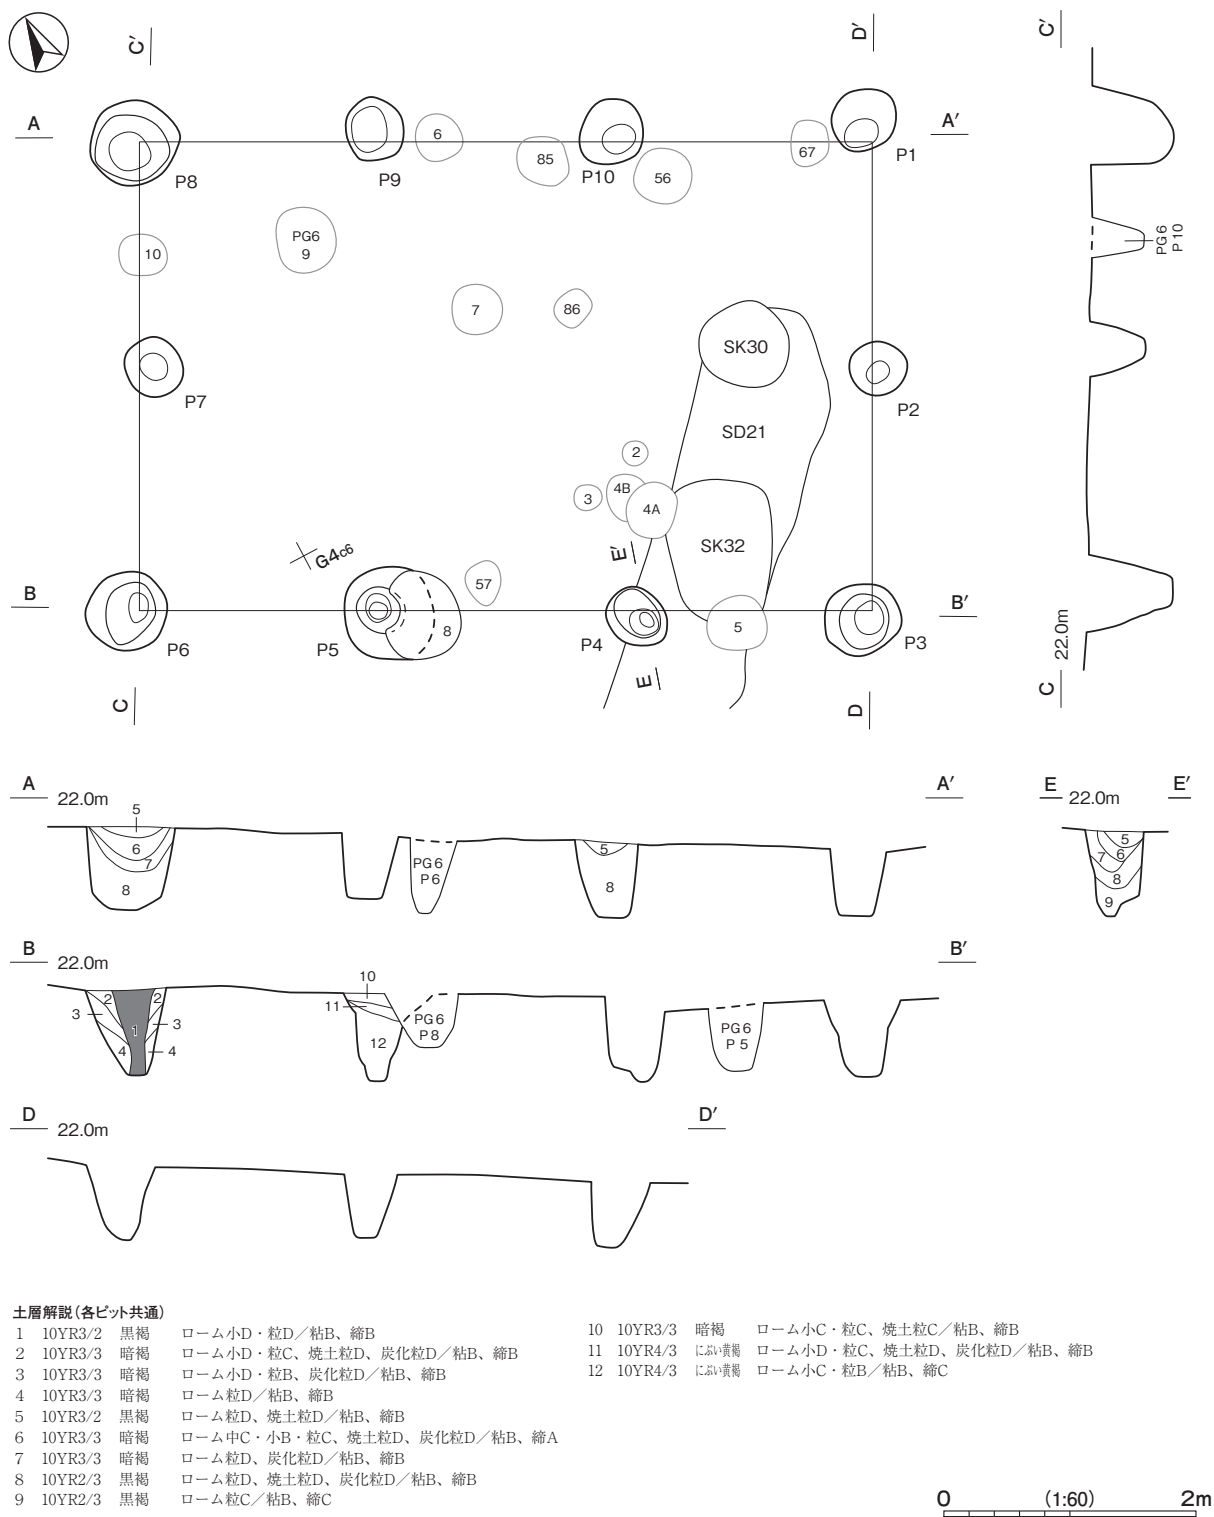 C′
D′
C′
A
A′
6
85
67
P1
P8
P9
P10
56
10
PG6
9
PG6
P10
7
86
SK30
P7
P2
SD21
2
4B
3
4A
SK32
E′
G4c6
57
B
B′
8
5
P6
P5
P4
P3
E
C
D
22.0m
C
A
22.0m
5
A′
E
22.0m
E′
6
7
8
PG6
P6
5
8
5
7
6
8
9
B
22.0m
B′
10
2
2
11
3
1
3
PG6
P8
PG6
P5
4
4
12
D
22.0m
D′
土層解説（各ピット共通）
1 10YR3/2 黒褐 ローム小D・粒D／粘B、締B
2 10YR3/3 暗褐 ローム小D・粒C、焼土粒D、炭化粒D／粘B、締B
3 10YR3/3 暗褐 ローム小D・粒B、炭化粒D／粘B、締B
4 10YR3/3 暗褐 ローム粒D／粘B、締B
5 10YR3/2 黒褐 ローム粒D、焼土粒D／粘B、締B
6 10YR3/3 暗褐 ローム中C・小B・粒C、焼土粒D、炭化粒D／粘B、締A
7 10YR3/3 暗褐 ローム粒D、炭化粒D／粘B、締B
8 10YR2/3 黒褐 ローム粒D、焼土粒D、炭化粒D／粘B、締B
9 10YR2/3 黒褐 ローム粒C／粘B、締C
10 10YR3/3 暗褐 ローム小C・粒C、焼土粒C／粘B、締B
11 10YR4/3 にぶい黄褐 ローム小D・粒C、焼土粒D、炭化粒D／粘B、締B
12 10YR4/3 にぶい黄褐 ローム小C・粒B／粘B、締C
0 (1:60) 2m